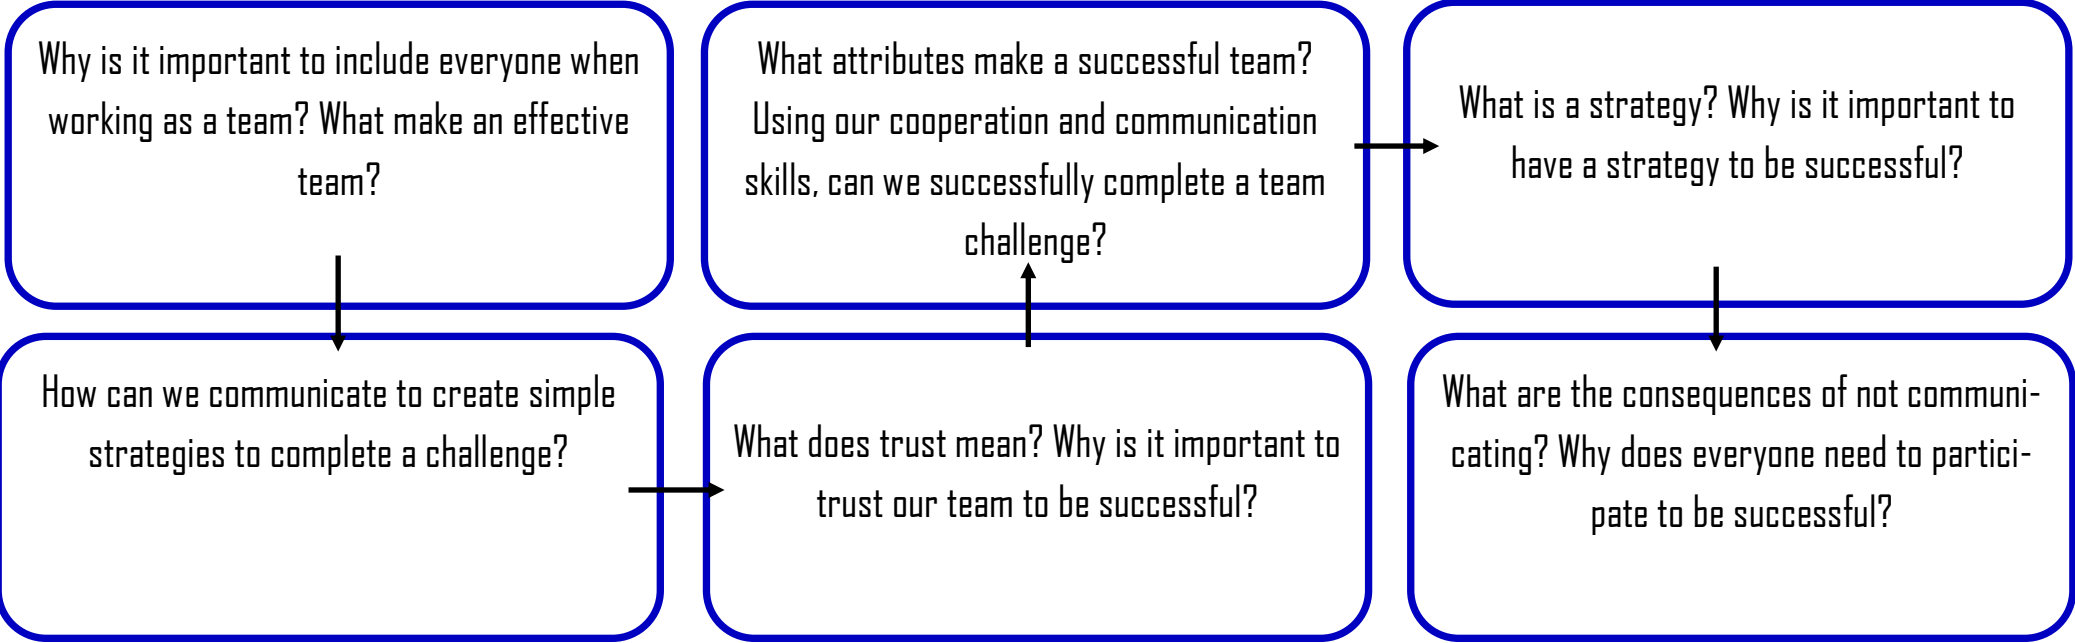 Why is it important to include everyone when
working as a team? What make an effective
team?
How can we communicate to create simple
strategies to complete a challenge?
What does trust mean? Why is it important to
trust our team to be successful?
What attributes make a successful team?
Using our cooperation and communication
skills, can we successfully complete a team
challenge?
What is a strategy? Why is it important to
have a strategy to be successful?
What are the consequences of not communi-
cating? Why does everyone need to partici-
pate to be successful?